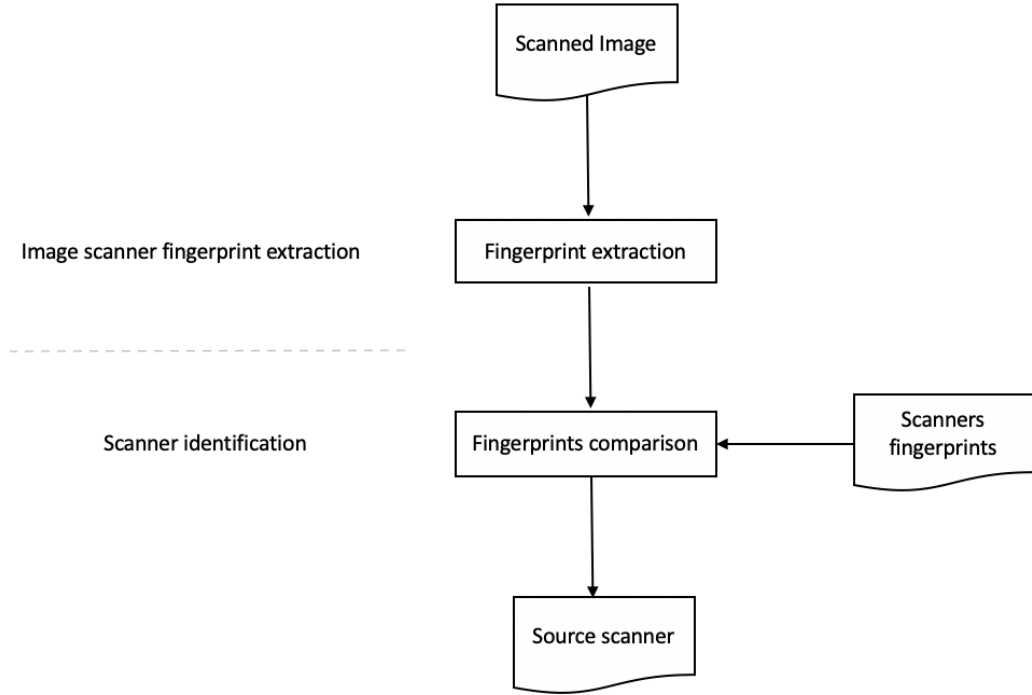 Scanned Image
Image scanner fingerprint extraction
Fingerprint extraction
Scanner identification
Fingerprints comparison
Scanners
fingerprints
Source scanner